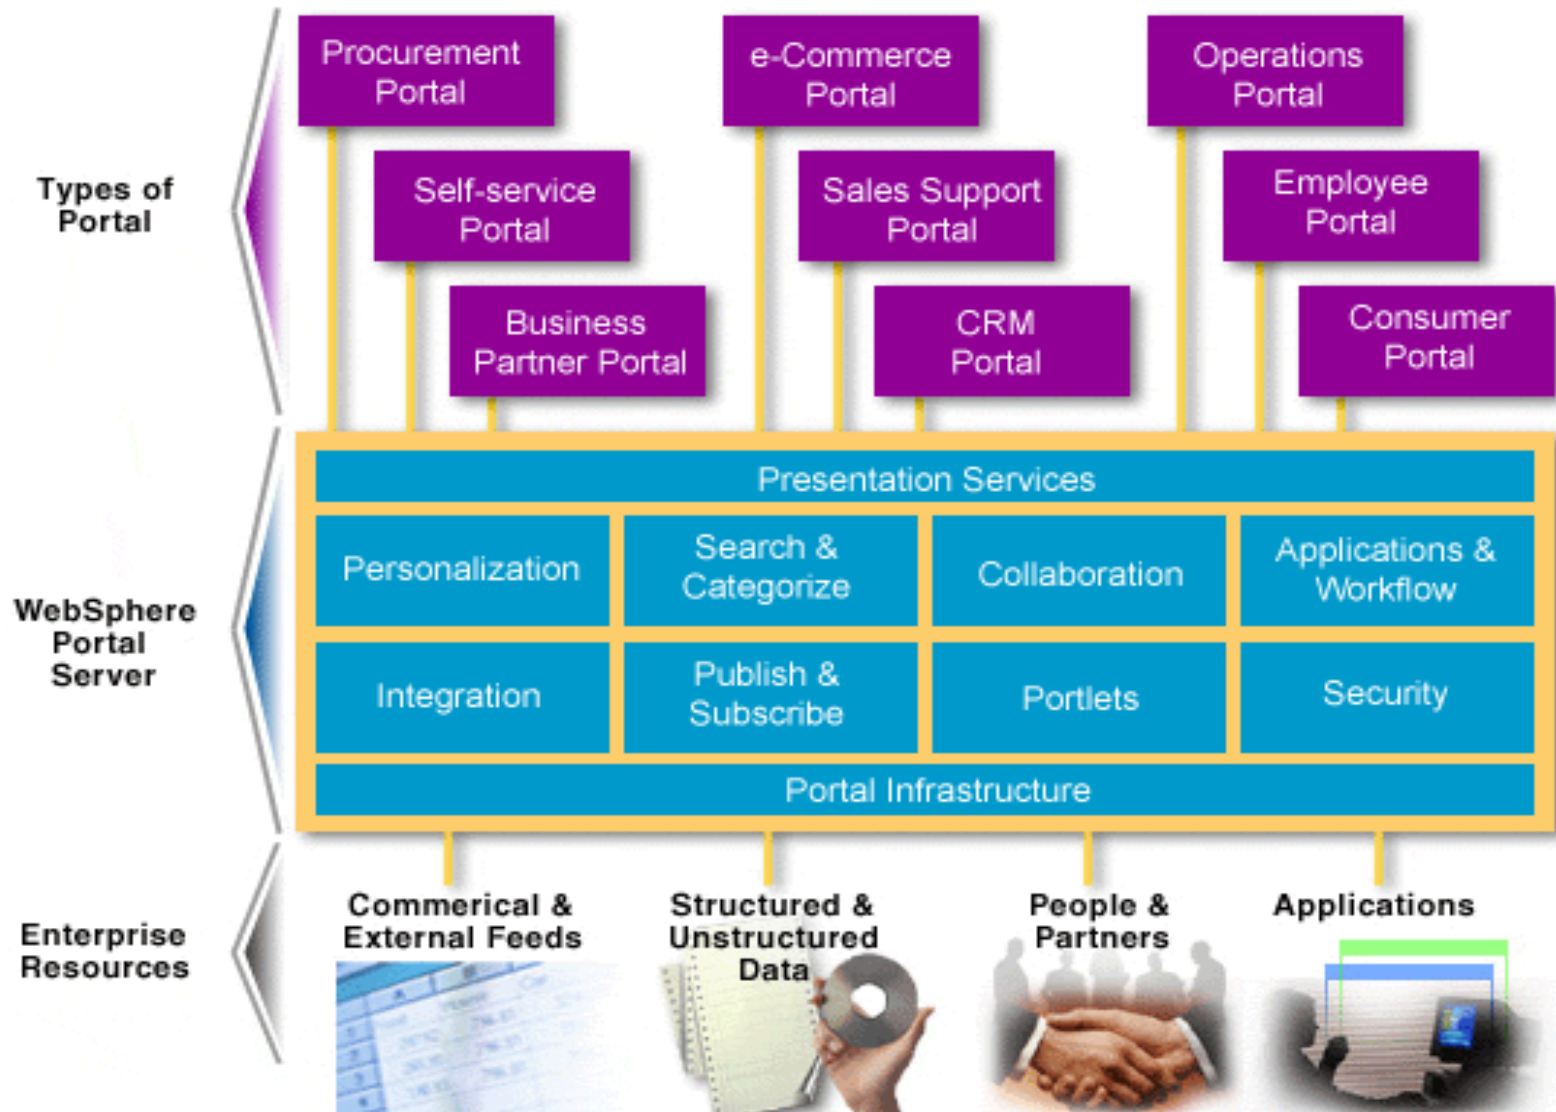 Procurement
Portal
e-Commerce
Portal
Operations
Portal
Types of
Portal
Self-service
Portal
Sales Support
Portal
Employee
Portal
Business
Partner Portal
CRM
Portal
Consumer
Portal
WebSphere
Portal
Server
Presentation Services
Personalization
Search &
Categorize
Collaboration
Applications &
Workflow
Integration
Publish &
Subscribe
Portlets
Security
Portal Infrastructure
Enterprise
Resources
Commerical &
External Feeds
Structured &
Unstructured
Data
People &
Partners
Applications